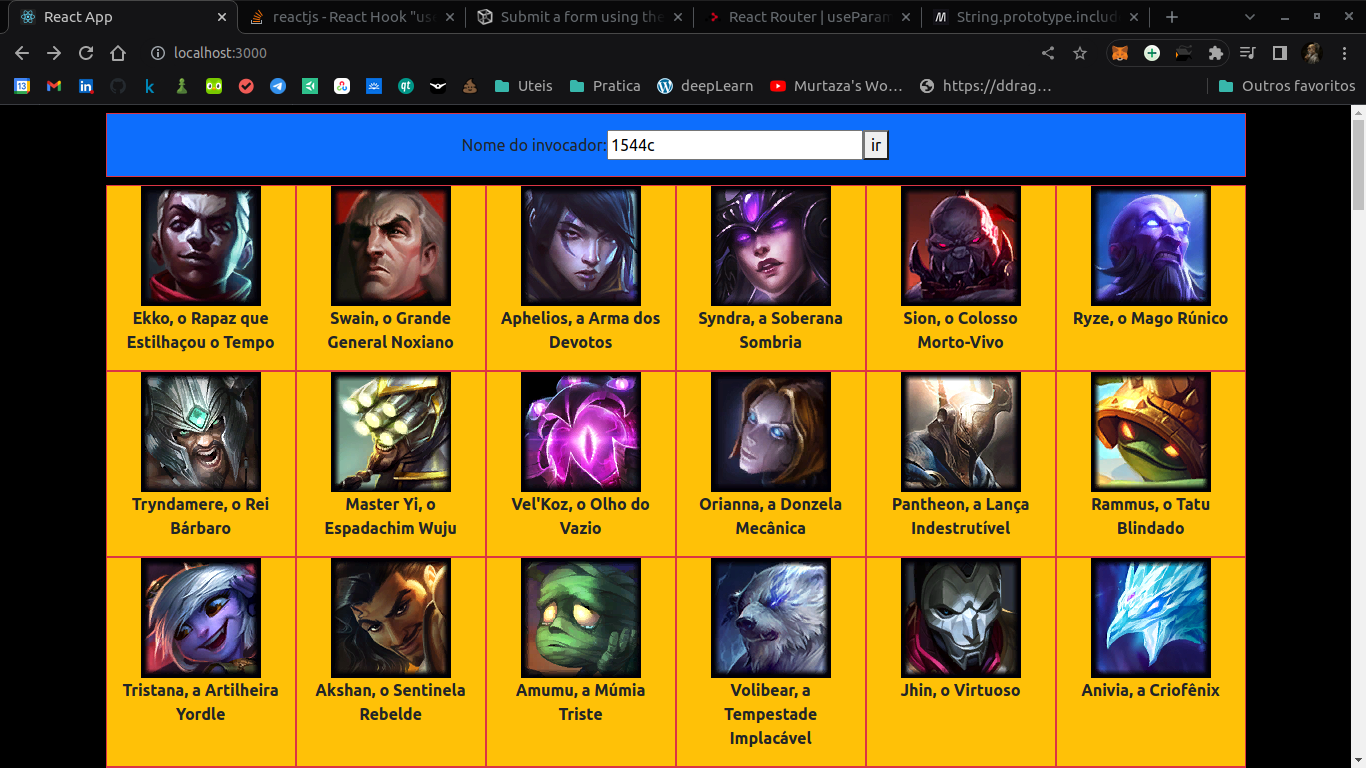 React App
reactjs - React Hook "us
Submit a form using the
React Router | useParam
String.prototype.includ
localhost:3000
Uteis
Pratica
deepLearn
Murtaza's Wo...
https://ddrag...
Outros favoritos
Nome do invocador:
1544c
ir
Ekko, o Rapaz que
Estilhaçou o Tempo
Swain, o Grande
General Noxiano
Aphelios, a Arma dos
Devotos
Syndra, a Soberana
Sombria
Sion, o Colosso
Morto-Vivo
Ryze, o Mago Rúnico
Tryndamere, o Rei
Bárbaro
Master Yi, o
Espadachim Wuju
Vel'Koz, o Olho do
Vazio
Orianna, a Donzela
Mecânica
Pantheon, a Lança
Indestrutível
Rammus, o Tatu
Blindado
Tristana, a Artilheira
Yordle
Akshan, o Sentinela
Rebelde
Amumu, a Múmia
Triste
Volibear, a
Tempestade
Implacável
Jhin, o Virtuoso
Anivia, a Criofênix